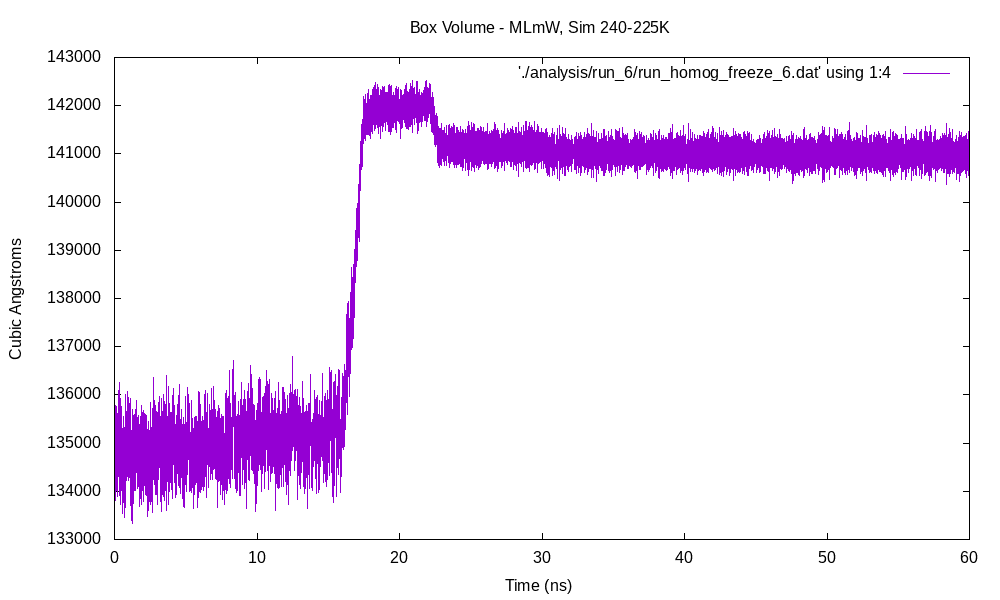 Box Volume - MLmW, Sim 240-225K
'./analysis/run_6/run_homog_freeze_6.dat' using 1:4
143000
142000
141000
140000
139000
138000
137000
136000
135000
134000
133000
Cubic Angstroms
0 10 20 30 40 50 60
Time (ns)